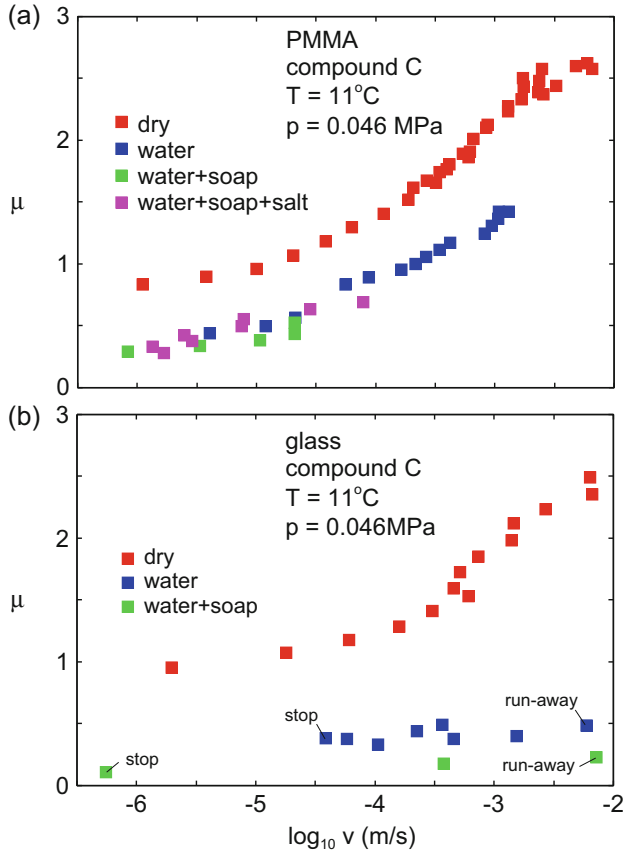 (a)
3
PMMA
compound C
T = 11°C
p = 0.046 MPa
dry
water
water+soap
water+soap+salt
2
μ
1
0
(b)
3
glass
compound C
T = 11°C
p = 0.046MPa
dry
water
water+soap
2
μ
1
stop
run-away
stop
run-away
0
-6 -5 -4 -3 -2
log₁₀ v (m/s)